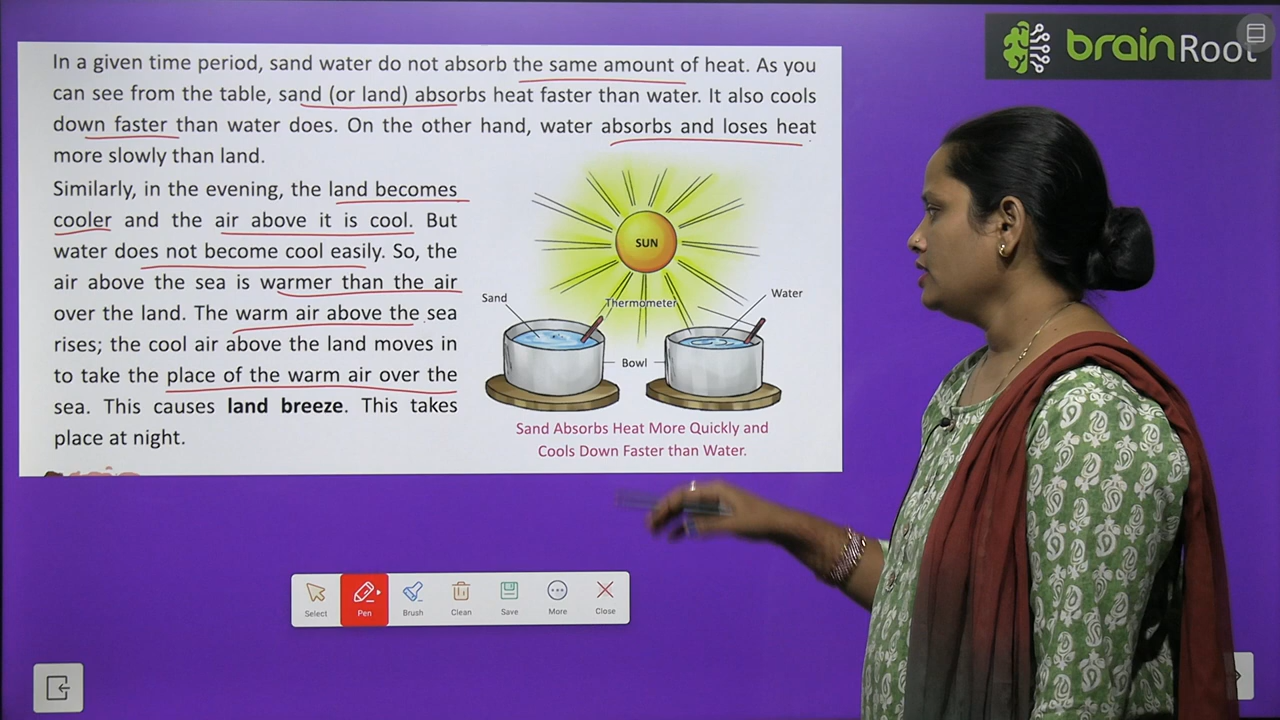 In a given time period, sand water do not absorb the same amount of heat. As you
can see from the table, sand (or land) absorbs heat faster than water. It also cools
down faster than water does. On the other hand, water absorbs and loses heat
more slowly than land.
Similarly, in the evening, the land becomes
cooler and the air above it is cool. But
water does not become cool easily. So, the
air above the sea is warmer than the air
over the land. The warm air above the sea
rises; the cool air above the land moves in
to take the place of the warm air over the
sea. This causes land breeze. This takes
place at night.
SUN
Sand
Thermometer
Water
Bowl
Sand Absorbs Heat More Quickly and
Cools Down Faster than Water.
brainRoot
Select
Pen
Brush
Clean
Save
More
Close